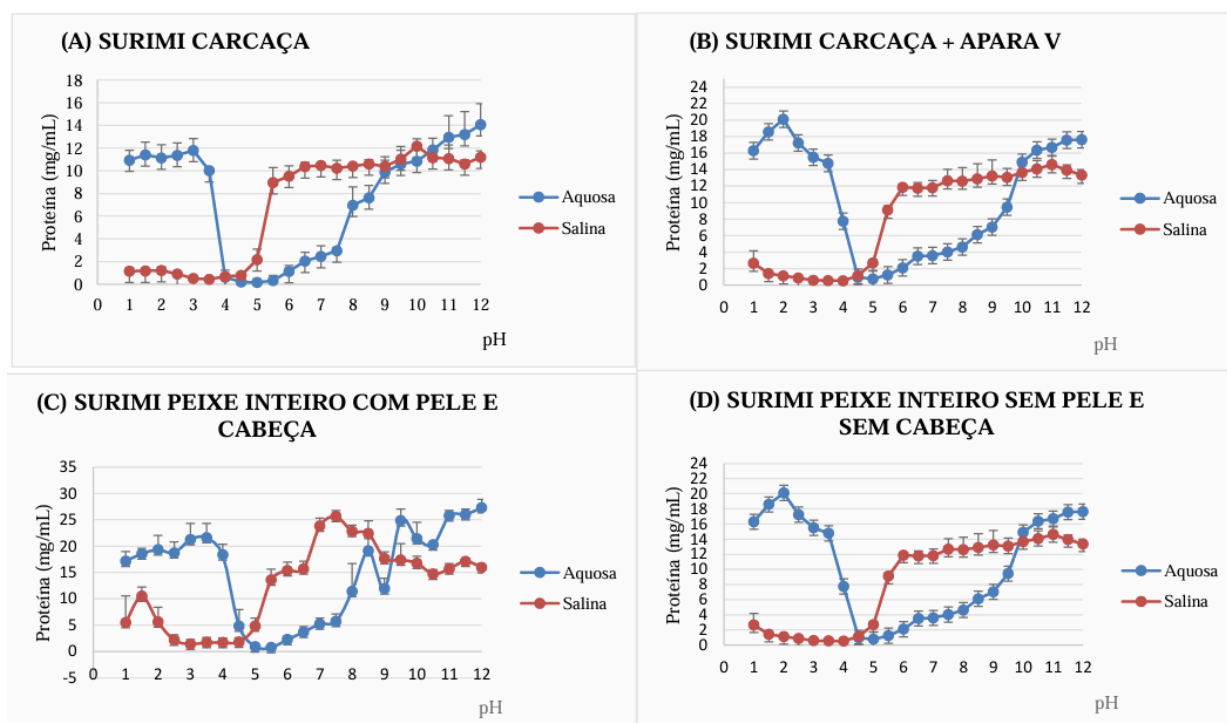 (A) SURIMI CARCAÇA
Proteína (mg/mL)
18
16
14
12
10
8
6
4
2
0
0 1 2 3 4 5 6 7 8 9 10 11 12
pH
Aquosa
Salina
(B) SURIMI CARCAÇA + APARA V
Proteína (mg/mL)
24
22
20
18
16
14
12
10
8
6
4
2
0
0 1 2 3 4 5 6 7 8 9 10 11 12
pH
Aquosa
Salina
(C) SURIMI PEIXE INTEIRO COM PELE E
CABEÇA
Proteína (mg/mL)
35
30
25
20
15
10
5
0
-5
0 1 2 3 4 5 6 7 8 9 10 11 12
pH
Aquosa
Salina
(D) SURIMI PEIXE INTEIRO SEM PELE E
SEM CABEÇA
Proteína (mg/mL)
24
22
20
18
16
14
12
10
8
6
4
2
0
0 1 2 3 4 5 6 7 8 9 10 11 12
pH
Aquosa
Salina